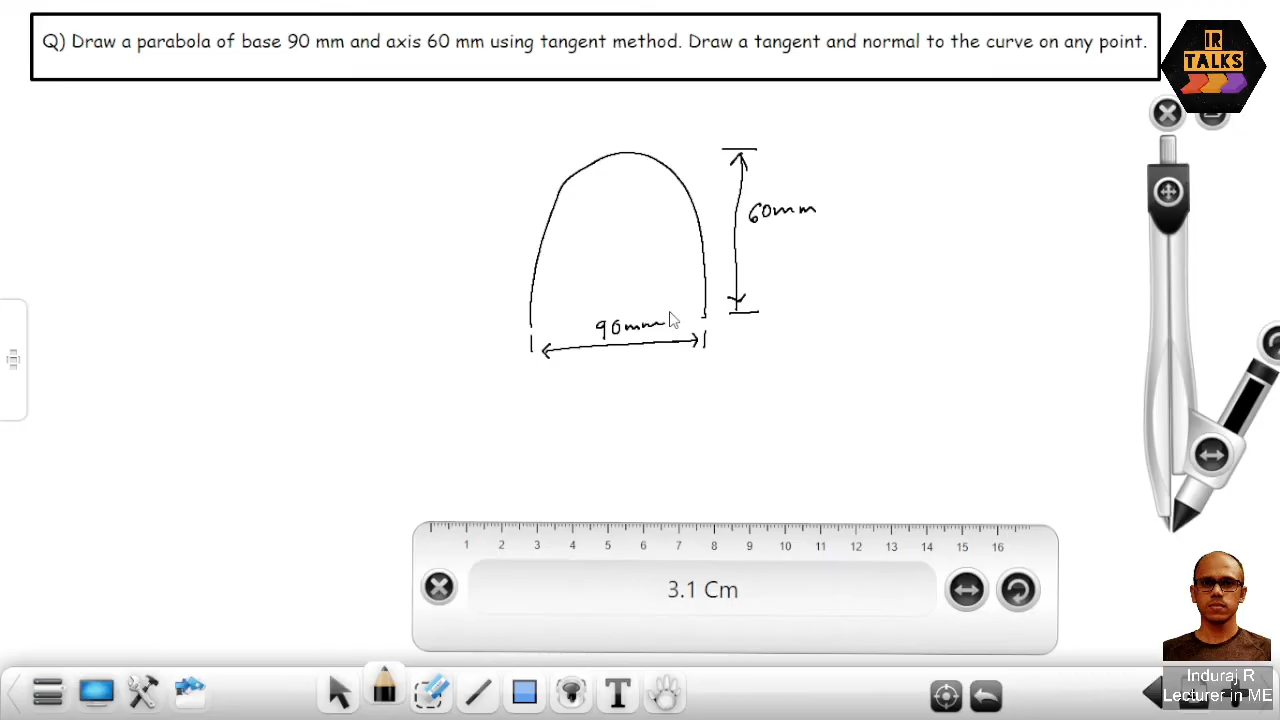 Q) Draw a parabola of base 90 mm and axis 60 mm using tangent method. Draw a tangent and normal to the curve on any point.
IR
TALKS
60mm
90mm
1 2 3 4 5 6 7 8 9 10 11 12 13 14 15 16
3.1 Cm
T
Induraj R
Lecturer in ME